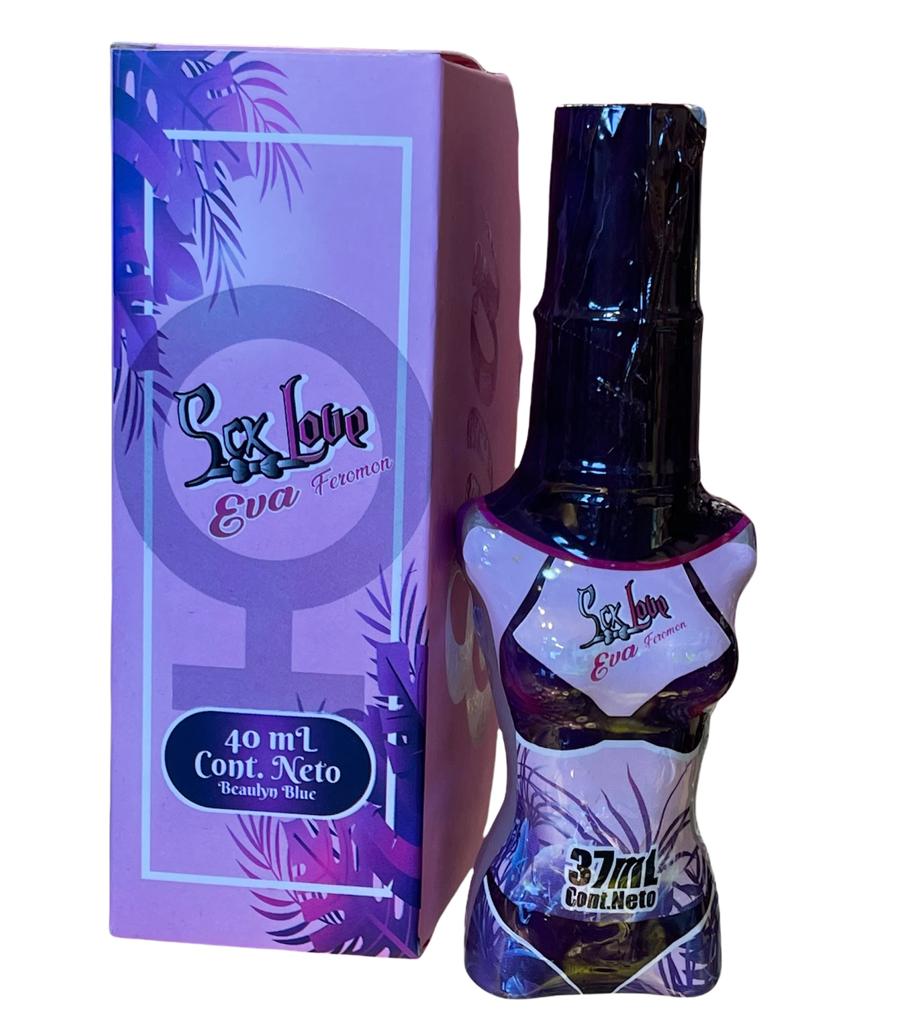 Sex Love
Eva Feromon
40 mL
Cont. Neto
Beaulyn Blue
Sex Love
Eva Feromon
37mL
Cont.Neto